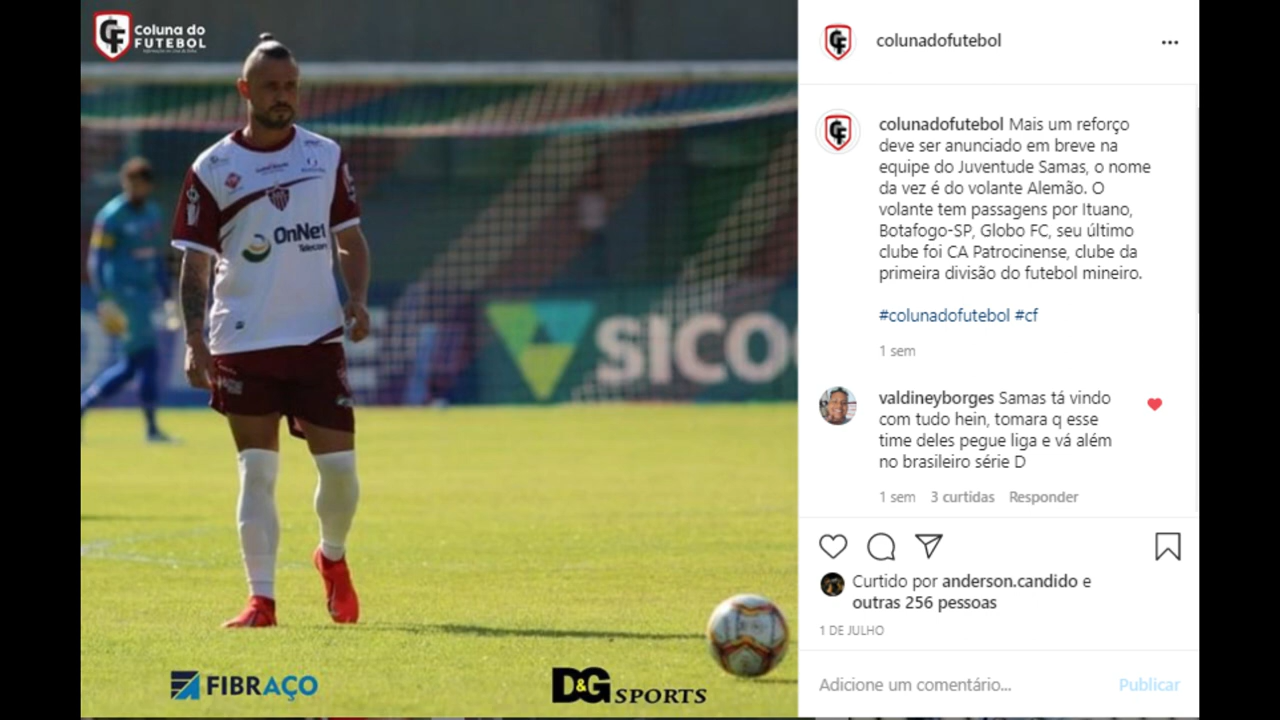 Coluna do
FUTEBOL
OnNet
Telecom
SICOO
FIBRAÇO
D&G SPORTS
colunadofutebol
colunadofutebol Mais um reforço
deve ser anunciado em breve na
equipe do Juventude Samas, o nome
da vez é do volante Alemão. O
volante tem passagens por Ituano,
Botafogo-SP, Globo FC, seu último
clube foi CA Patrocinense, clube da
primeira divisão do futebol mineiro.
#colunadofutebol #cf
1 sem
valdineyborges Samas tá vindo
com tudo hein, tomara q esse
time deles pegue liga e vá além
no brasileiro série D
1 sem 3 curtidas Responder
Curtido por anderson.candido e
outras 256 pessoas
1 DE JULHO
Adicione um comentário... Publicar